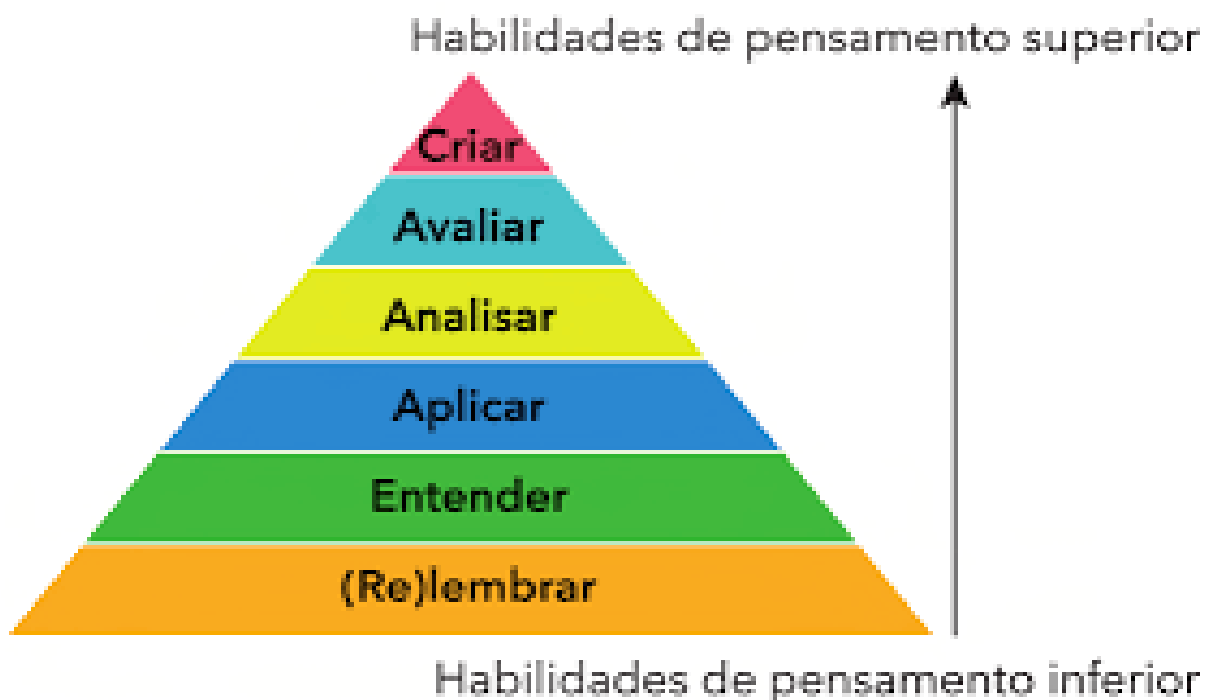 Habilidades de pensamento superior
Criar
Avaliar
Analisar
Aplicar
Entender
(Re)lembrar
Habilidades de pensamento inferior